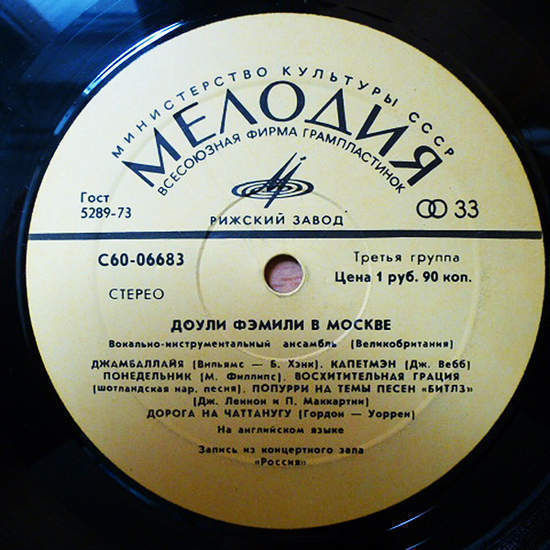 МИНИСТЕРСТВО КУЛЬТУРЫ СССР
МЕЛОДИЯ
ВСЕСОЮЗНАЯ ФИРМА ГРАМПЛАСТИНОК
Гост
5289-73
РИЖСКИЙ ЗАВОД
33
С60-06683
Третья группа
Цена 1 руб. 90 коп.
СТЕРЕО
ДОУЛИ ФЭМИЛИ В МОСКВЕ
Вокально-инструментальный ансамбль (Великобритания)
ДЖАМБАЛЛАЙЯ (Вильямс — Б. Хэнк). КАПЕТМЭН (Дж. Вебб)
ПОНЕДЕЛЬНИК (М. Филлипс). ВОСХИТИТЕЛЬНАЯ ГРАЦИЯ
(шотландская нар. песня). ПОПУРРИ НА ТЕМЫ ПЕСЕН «БИТЛЗ»
(Дж. Леннон и П. Маккартни)
ДОРОГА НА ЧАТТАНУГУ (Гордон — Уоррен)
На английском языке
Запись из концертного зала
«Россия»